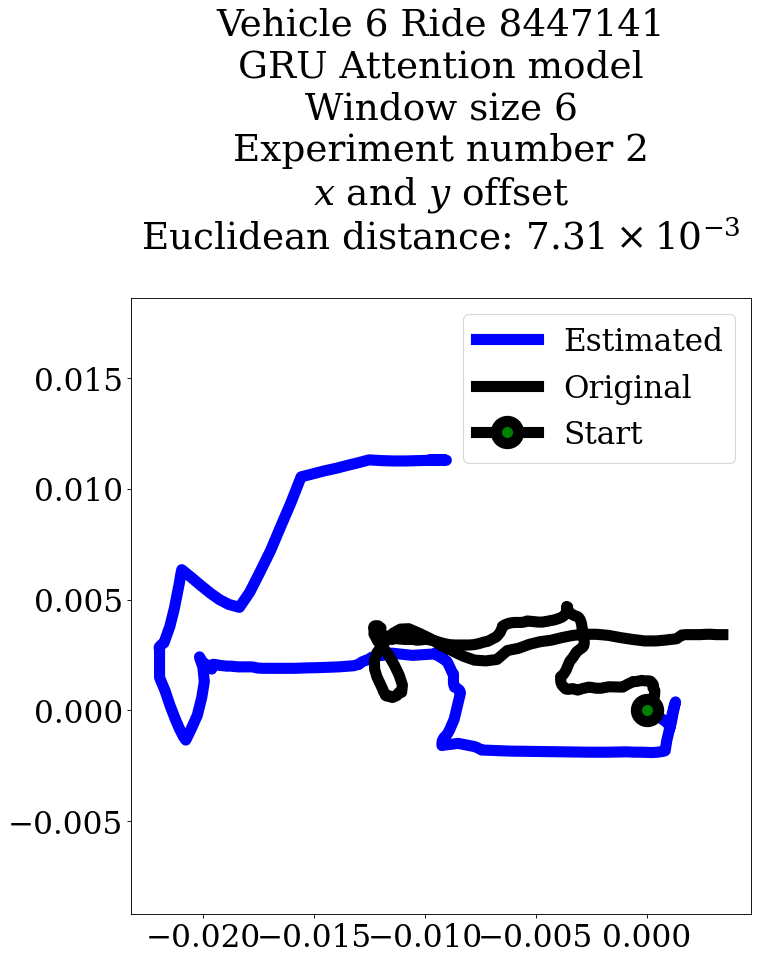 Vehicle 6 Ride 8447141
GRU Attention model
Window size 6
Experiment number 2
x and y offset
Euclidean distance: 7.31 × 10⁻³
Estimated
Original
Start
0.015
0.010
0.005
0.000
−0.005
−0.020 −0.015 −0.010 −0.005 0.000